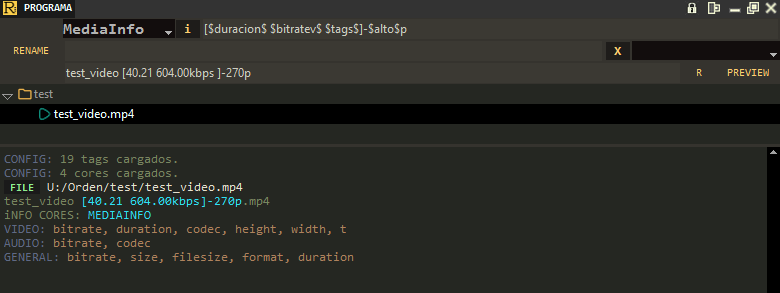 R PROGRAMA
MediaInfo i [$duracion$ $bitratev$ $tags$]-$alto$p
RENAME X
test_video [40.21 604.00kbps ]-270p R PREVIEW
test
test_video.mp4
CONFIG: 19 tags cargados.
CONFIG: 4 cores cargados.
FILE U:/Orden/test/test_video.mp4
test_video [40.21 604.00kbps]-270p.mp4
iNFO CORES: MEDIAINFO
VIDEO: bitrate, duration, codec, height, width, t
AUDIO: bitrate, codec
GENERAL: bitrate, size, filesize, format, duration